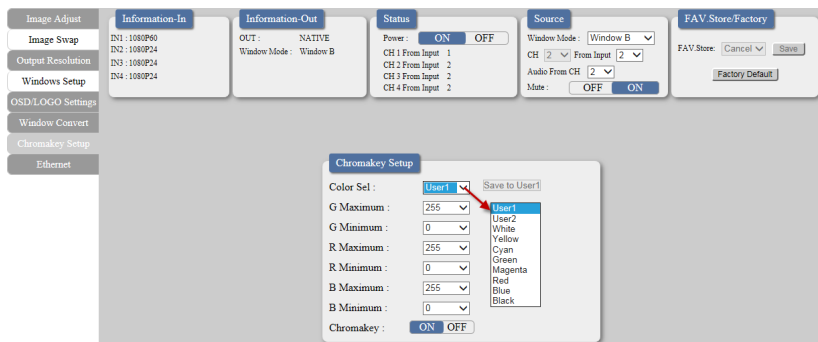 Image Adjust
Image Swap
Output Resolution
Windows Setup
OSD/LOGO Settings
Window Convert
Chromakey Setup
Ethernet
Information-In
IN1 : 1080P60
IN2 : 1080P24
IN3 : 1080P24
IN4 : 1080P24
Information-Out
OUT : NATIVE
Window Mode : Window B
Status
Power : ON OFF
CH 1 From Input 1
CH 2 From Input 2
CH 3 From Input 2
CH 4 From Input 2
Source
Window Mode : Window B
CH 2 From Input 2
Audio From CH 2
Mute : OFF ON
FAV.Store/Factory
FAV.Store: Cancel Save
Factory Default
Chromakey Setup
Color Sel : User1 Save to User1
G Maximum : 255
G Minimum : 0
R Maximum : 255
R Minimum : 0
B Maximum : 255
B Minimum : 0
Chromakey : ON OFF
User1
User2
White
Yellow
Cyan
Green
Magenta
Red
Blue
Black